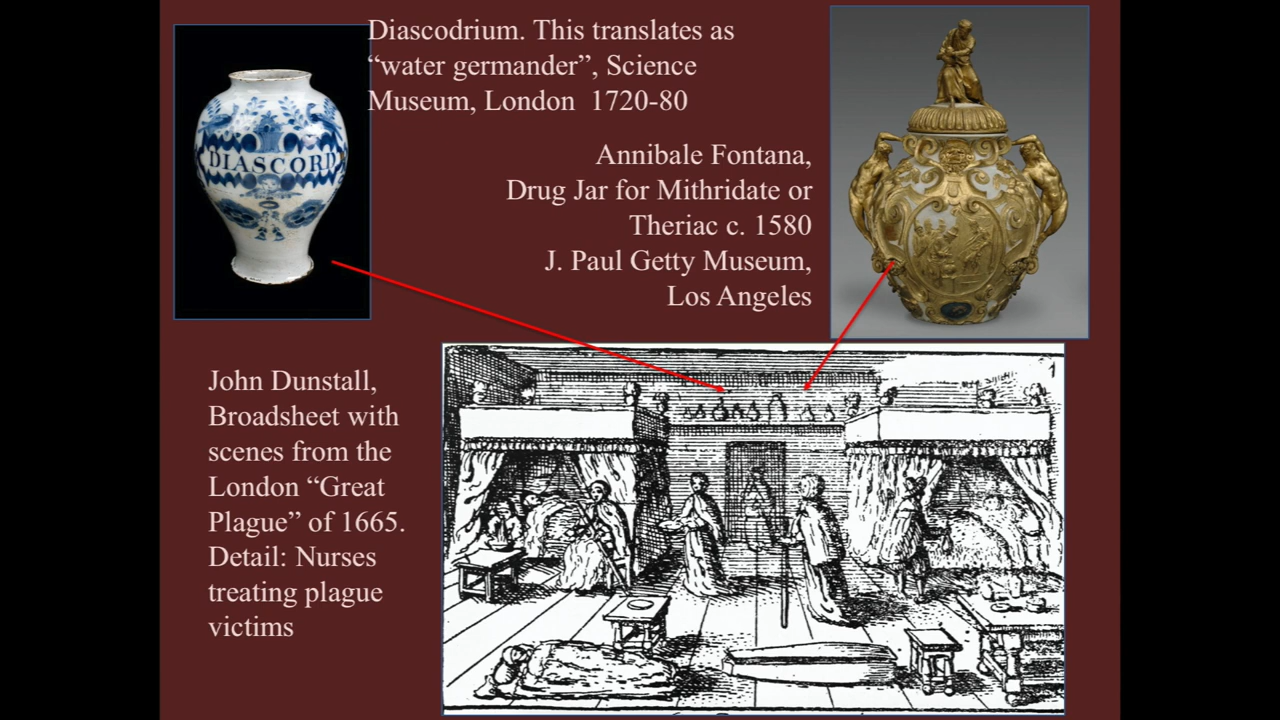 Diascodrium. This translates as
“water germander”, Science
Museum, London 1720-80
DIASCORD
Annibale Fontana,
Drug Jar for Mithridate or
Theriac c. 1580
J. Paul Getty Museum,
Los Angeles
John Dunstall,
Broadsheet with
scenes from the
London “Great
Plague” of 1665.
Detail: Nurses
treating plague
victims
1